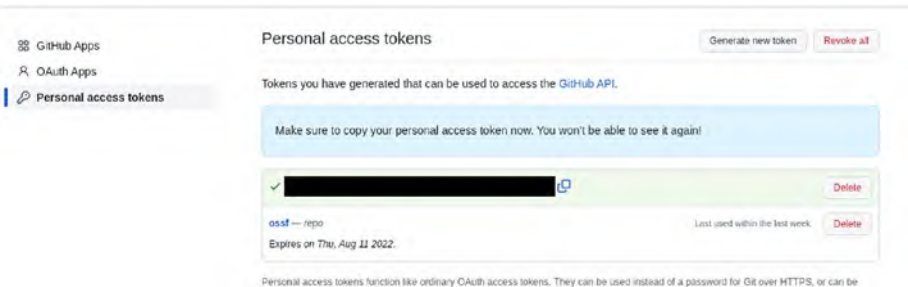 GitHub Apps
OAuth Apps
Personal access tokens
Personal access tokens
Generate new token
Revoke all
Tokens you have generated that can be used to access the GitHub API.
Make sure to copy your personal access token now. You won't be able to see it again!
Delete
ossf — repo
Last used within the last week
Delete
Expires on Thu, Aug 11 2022.
Personal access tokens function like ordinary OAuth access tokens. They can be used instead of a password for Git over HTTPS, or can be